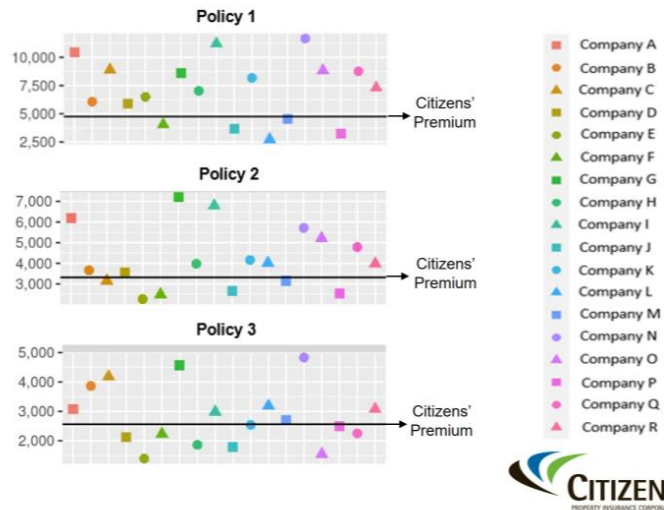 Policy 1
10,000
7,500
5,000
2,500
Citizens'
Premium
Policy 2
7,000
6,000
5,000
4,000
3,000
Citizens'
Premium
Policy 3
5,000
4,000
3,000
2,000
Citizens'
Premium
Company A
Company B
Company C
Company D
Company E
Company F
Company G
Company H
Company I
Company J
Company K
Company L
Company M
Company N
Company O
Company P
Company Q
Company R
CITIZEN
PROPERTY INSURANCE CORPORA